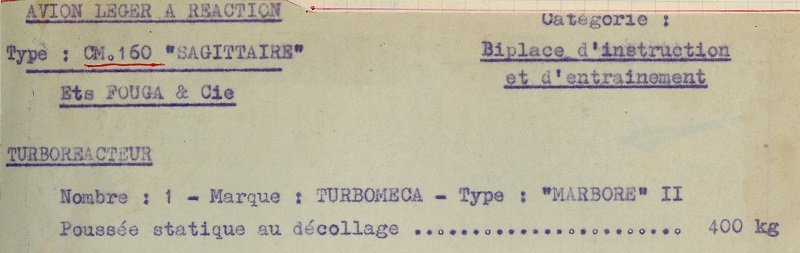 AVION LEGER A REACTION
Catégorie :
Type : CM.160 "SAGITTAIRE"
Biplace d'instruction
et d'entrainement
Ets FOUGA & Cie
TURBOREACTEUR
Nombre : 1 - Marque : TURBOMECA - Type : "MARBORE" II
Poussée statique au décollage ........................ 400 kg